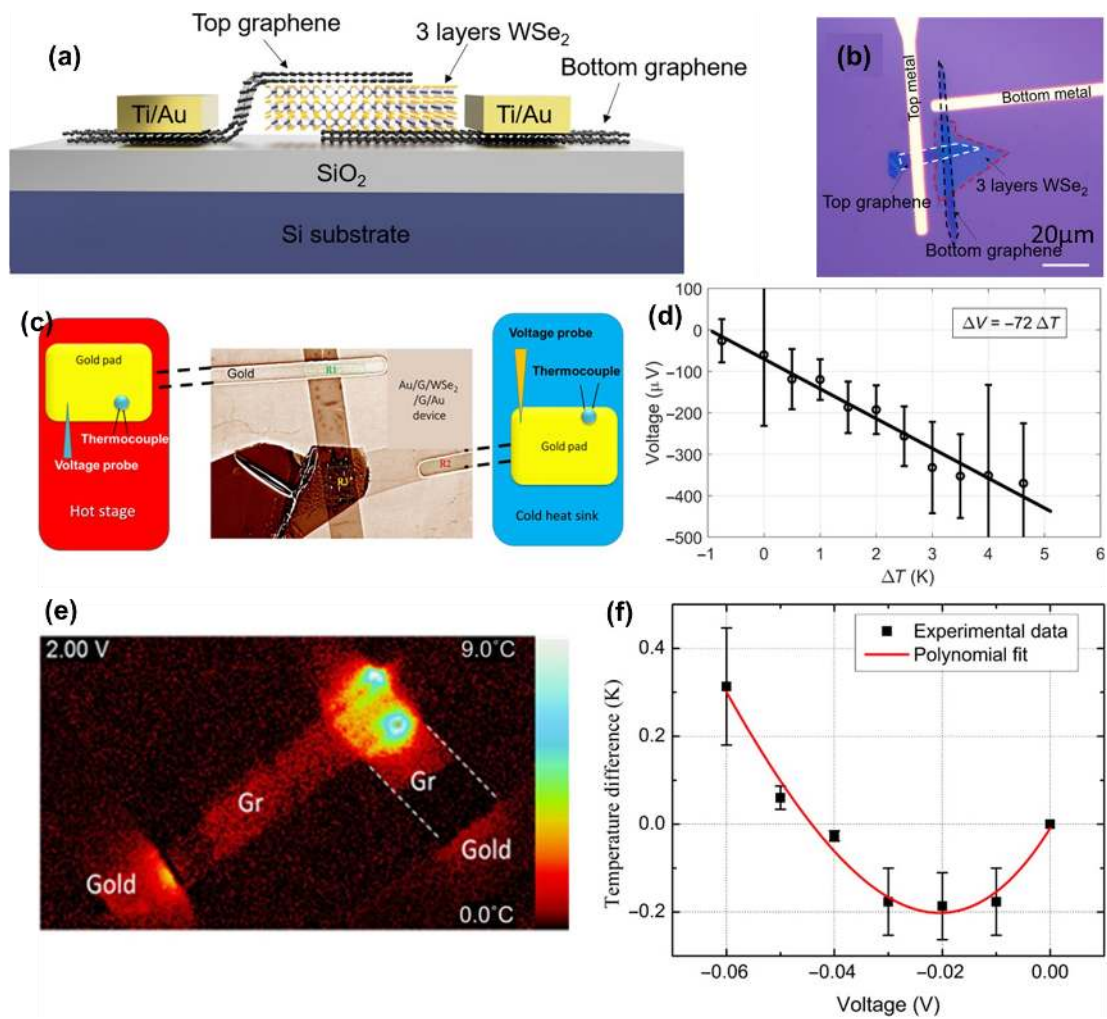 (a)
Top graphene
3 layers WSe₂
Bottom graphene
Ti/Au
Ti/Au
SiO₂
Si substrate
(b)
Top metal
Bottom metal
Top graphene
3 layers WSe₂
Bottom graphene
20μm
(c)
Gold pad
Thermocouple
Voltage probe
Hot stage
Gold
R1
Au/G/WSe₂
/G/Au
device
R2
R3
Voltage probe
Thermocouple
Gold pad
Cold heat sink
(d)
ΔV = −72 ΔT
Voltage (μ V)
100
0
−100
−200
−300
−400
−500
−1
0
1
2
3
4
5
6
ΔT (K)
(e)
2.00 V
9.0°C
Gr
Gr
Gold
Gold
0.0°C
(f)
Experimental data
Polynomial fit
Temperature difference (K)
0.4
0.2
0.0
−0.2
−0.06
−0.04
−0.02
0.00
Voltage (V)